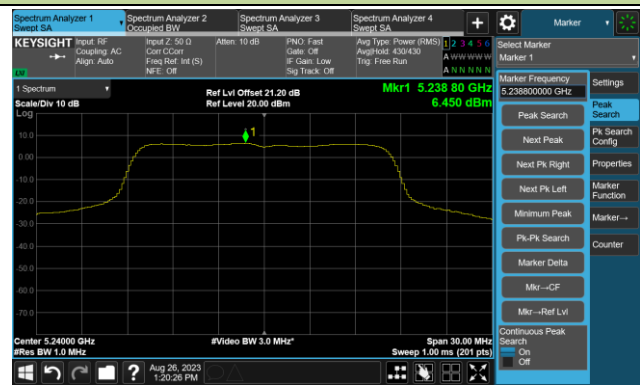 Spectrum Analyzer 1
Swept SA
Spectrum Analyzer 2
Occupied BW
Spectrum Analyzer 3
Swept SA
Spectrum Analyzer 4
Swept SA
+
Marker
KEYSIGHT
Input: RF
Coupling: AC
Align: Auto
Input Z: 50 Ω
Corr CCorr
Freq Ref: Int (S)
NFE: Off
Atten: 10 dB
PNO: Fast
Gate: Off
IF Gain: Low
Sig Track: Off
Avg Type: Power (RMS)
Avg|Hold: 430/430
Trig: Free Run
1 2 3 4 5 6
A W W W W W
A N N N N N
LU
Select Marker
Marker 1
1 Spectrum
Scale/Div 10 dB
Log
Ref Lvl Offset 21.20 dB
Ref Level 20.00 dBm
Mkr1 5.238 80 GHz
6.450 dBm
1
10.0
0.00
-10.0
-20.0
-30.0
-40.0
-50.0
-60.0
-70.0
Center 5.24000 GHz
#Res BW 1.0 MHz
#Video BW 3.0 MHz*
Span 30.00 MHz
Sweep 1.00 ms (201 pts)
Marker Frequency
5.238800000 GHz
Peak Search
Next Peak
Next Pk Right
Next Pk Left
Minimum Peak
Pk-Pk Search
Marker Delta
Mkr→CF
Mkr→Ref Lvl
Continuous Peak
Search
On
Off
Settings
Peak
Search
Pk Search
Config
Properties
Marker
Function
Marker→
Counter
?
Aug 26, 2023
1:20:26 PM